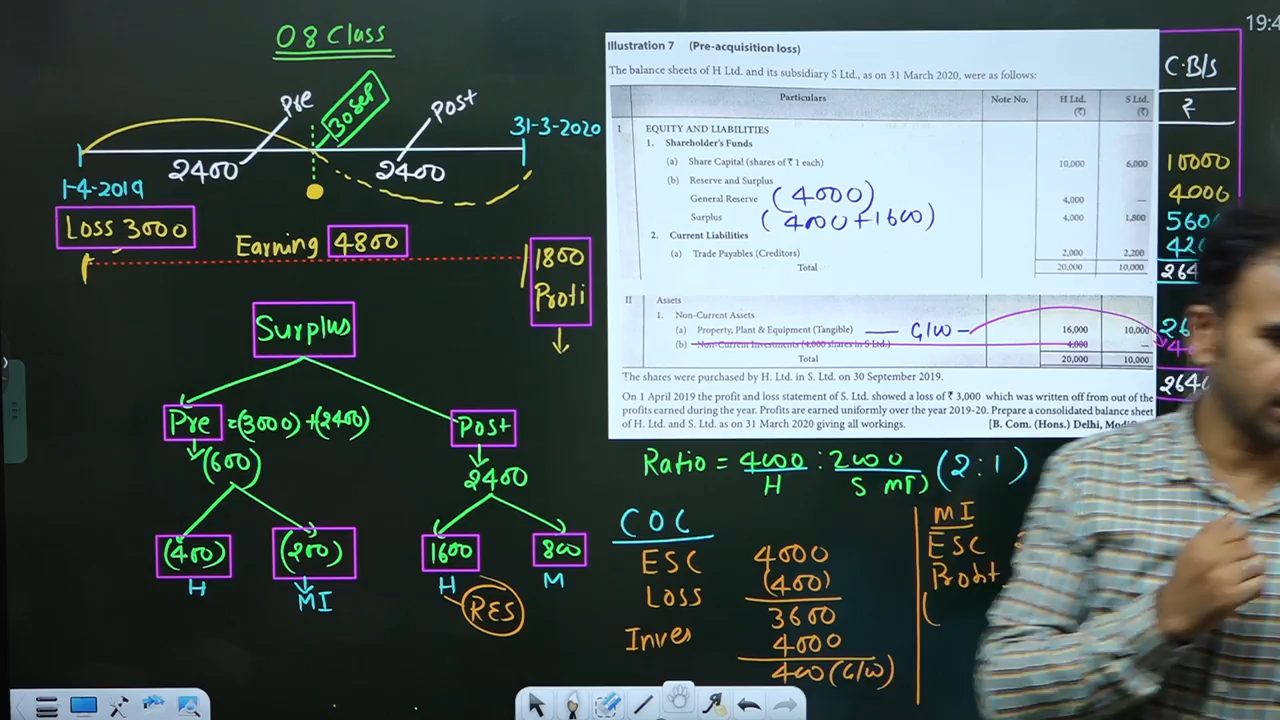 19:4
08 Class
Pre
30 Sep
Post
31-3-2020
2400
2400
1-4-2019
Loss 3000
Earning 4800
1800
Profi
Surplus
Pre = (3000) + (2400)
Post
(600)
2400
(400)
(200)
1600
800
H
MI
H
M
RES
Illustration 7 (Pre-acquisition loss)
The balance sheets of H Ltd. and its subsidiary S Ltd., as on 31 March 2020, were as follows:
Particulars Note No. H Ltd. (₹) S Ltd. (₹)
I EQUITY AND LIABILITIES
1. Shareholder's Funds
(a) Share Capital (shares of ₹ 1 each) 10,000 6,000
(b) Reserve and Surplus
General Reserve (4000) 4,000 —
Surplus (4000+1600) 4,000 1,800
2. Current Liabilities
(a) Trade Payables (Creditors) 2,000 2,200
Total 20,000 10,000
II Assets
1. Non-Current Assets
(a) Property, Plant & Equipment (Tangible) — G/W — 16,000 10,000
(b) Non-Current Investments (4,000 shares in S Ltd.) 4,000 —
Total 20,000 10,000
The shares were purchased by H. Ltd. in S. Ltd. on 30 September 2019.
On 1 April 2019 the profit and loss statement of S. Ltd. showed a loss of ₹ 3,000 which was written off from out of the
profits earned during the year. Profits are earned uniformly over the year 2019-20. Prepare a consolidated balance sheet
of H Ltd. and S. Ltd. as on 31 March 2020 giving all workings. [B. Com. (Hons.) Delhi,
C.B/S
₹
10000
4000
560
420
264
26
4
2640
Ratio = 4000 : 2000 (2:1)
H S MI)
COC
ESC 4000
Loss (400)
3600
Inves 4000
400 (G/W)
MI
ESC
Profit
(